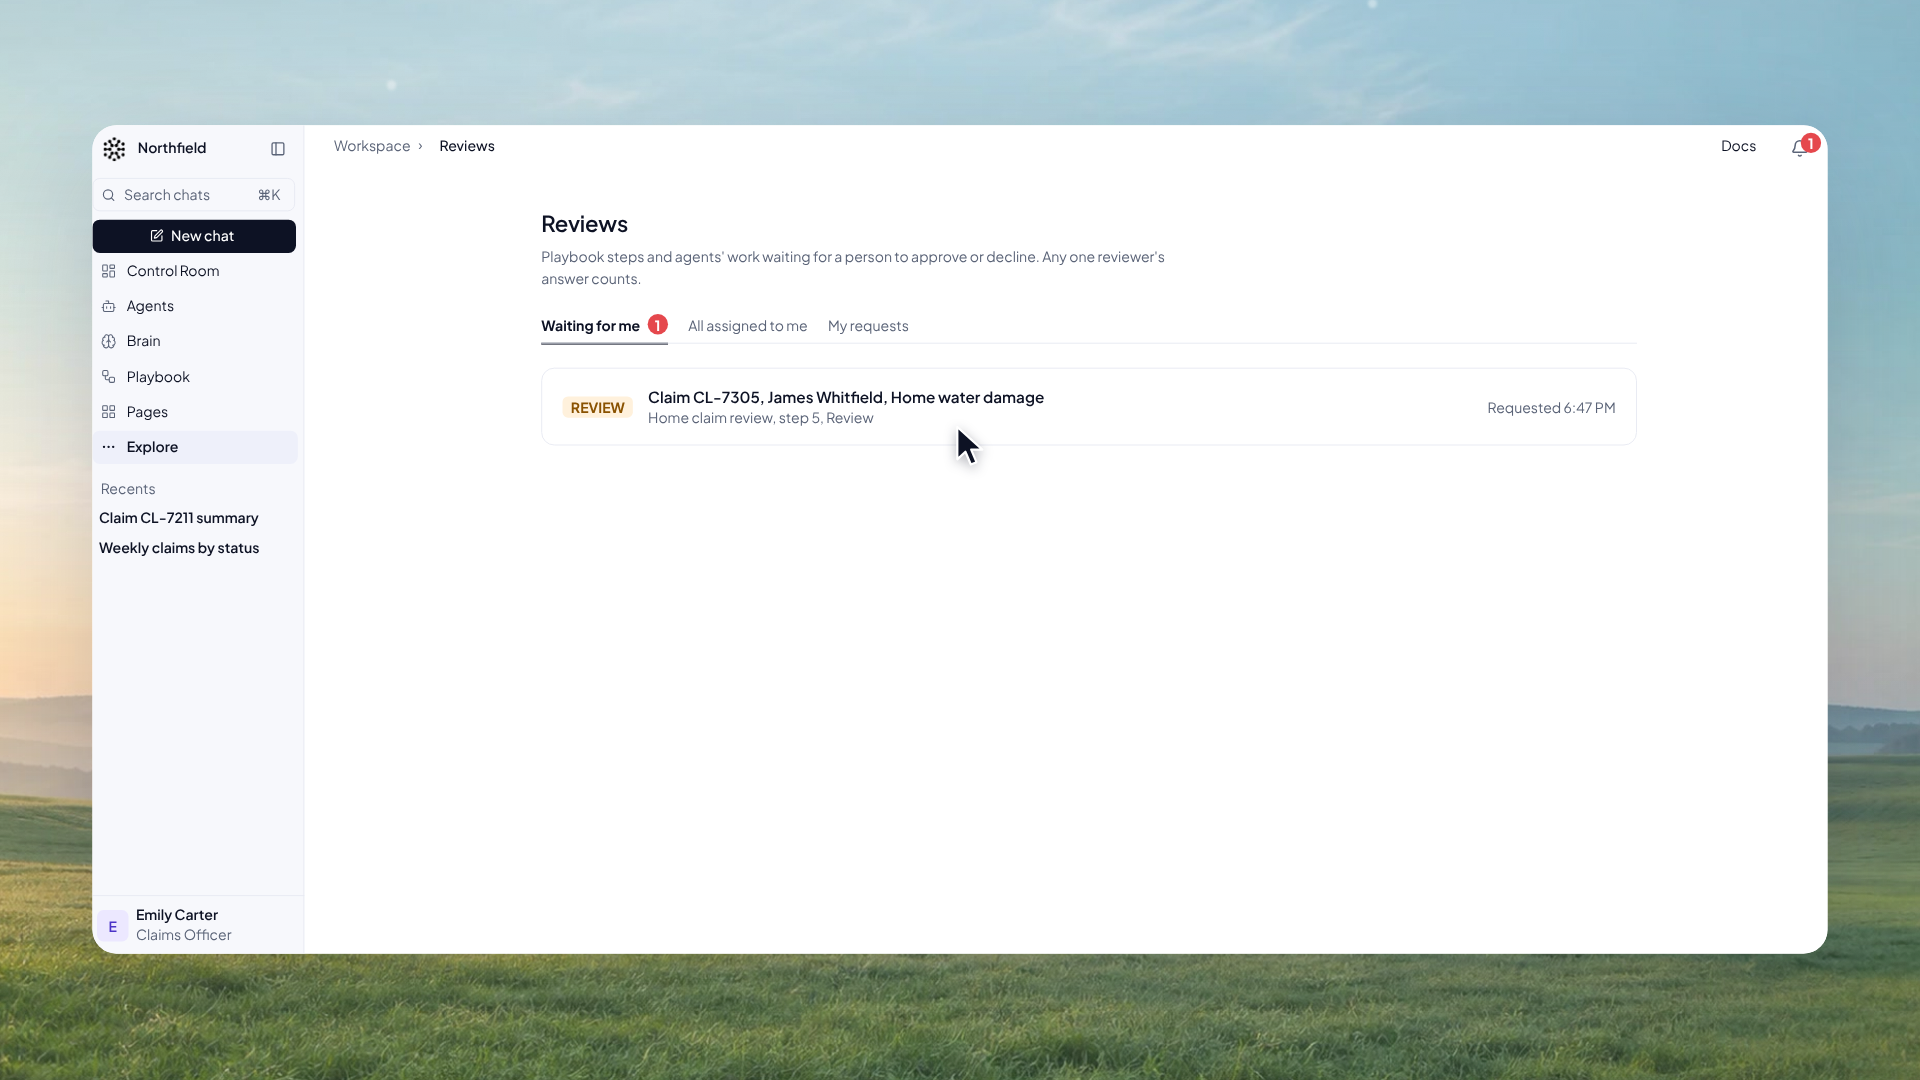 Northfield
Search chats ⌘K
New chat
Control Room
Agents
Brain
Playbook
Pages
Explore
Recents
Claim CL-7211 summary
Weekly claims by status
E
Emily Carter
Claims Officer
Workspace › Reviews
Docs
1
Reviews
Playbook steps and agents' work waiting for a person to approve or decline. Any one reviewer's
answer counts.
Waiting for me 1 All assigned to me My requests
REVIEW
Claim CL-7305, James Whitfield, Home water damage
Home claim review, step 5, Review
Requested 6:47 PM